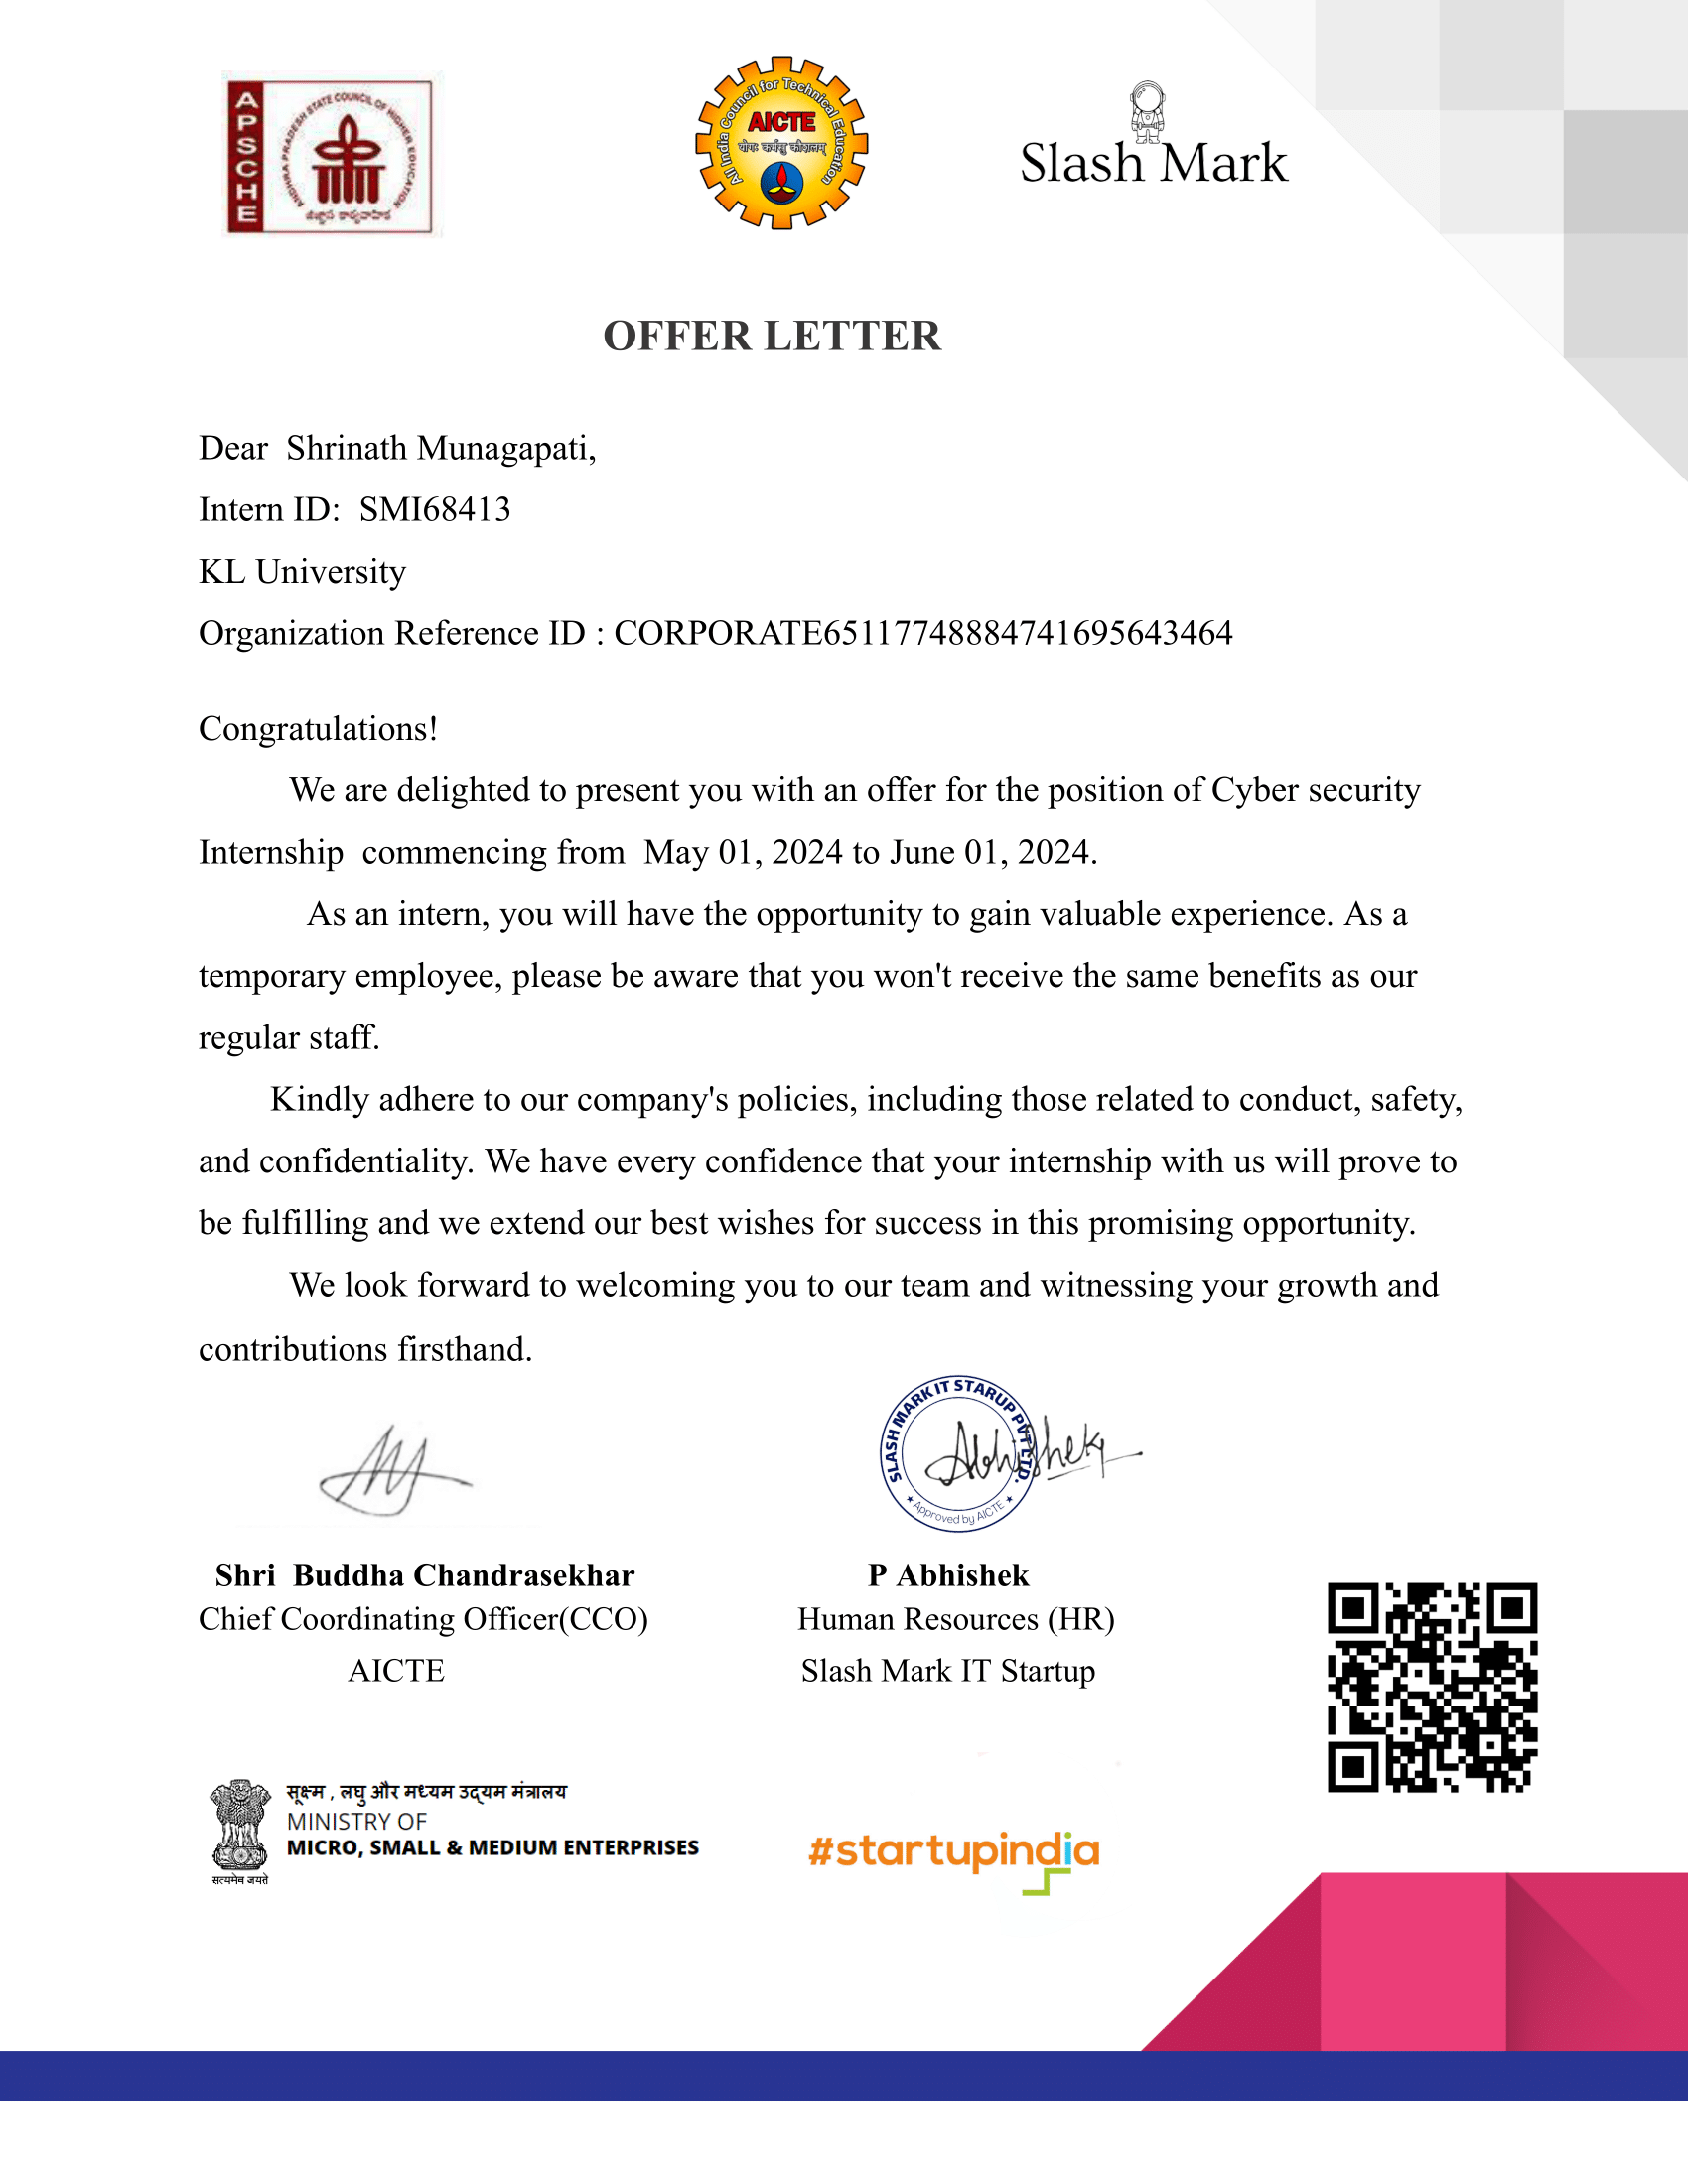 APSCHE
ANDHRA PRADESH STATE COUNCIL OF HIGHER EDUCATION
All India Council for Technical Education
AICTE
योगः कर्मसु कौशलम्
Slash Mark
OFFER LETTER
Dear Shrinath Munagapati,
Intern ID: SMI68413
KL University
Organization Reference ID : CORPORATE65117748884741695643464
Congratulations!
We are delighted to present you with an offer for the position of Cyber security
Internship commencing from May 01, 2024 to June 01, 2024.
As an intern, you will have the opportunity to gain valuable experience. As a
temporary employee, please be aware that you won't receive the same benefits as our
regular staff.
Kindly adhere to our company's policies, including those related to conduct, safety,
and confidentiality. We have every confidence that your internship with us will prove to
be fulfilling and we extend our best wishes for success in this promising opportunity.
We look forward to welcoming you to our team and witnessing your growth and
contributions firsthand.
SLASH MARK IT STARUP PVT LTD.
Abhishek
★ Approved by AICTE ★
Shri Buddha Chandrasekhar
Chief Coordinating Officer(CCO)
AICTE
P Abhishek
Human Resources (HR)
Slash Mark IT Startup
सूक्ष्म , लघु और मध्यम उद्यम मंत्रालय
MINISTRY OF
MICRO, SMALL & MEDIUM ENTERPRISES
सत्यमेव जयते
#startupindia